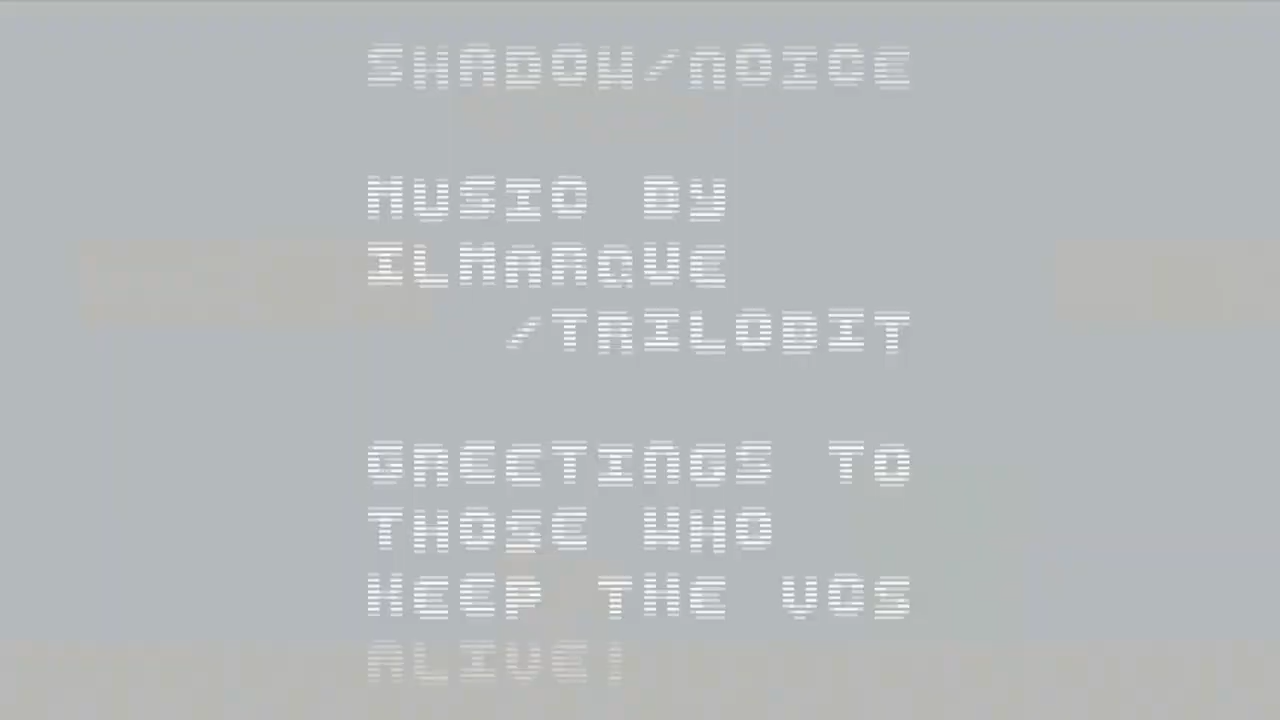 SHADOW/NOICE
MUSIC BY
ILMARQUE
/TRILOBIT
GREETINGS TO
THOSE WHO
KEEP THE VCS
ALIVE!